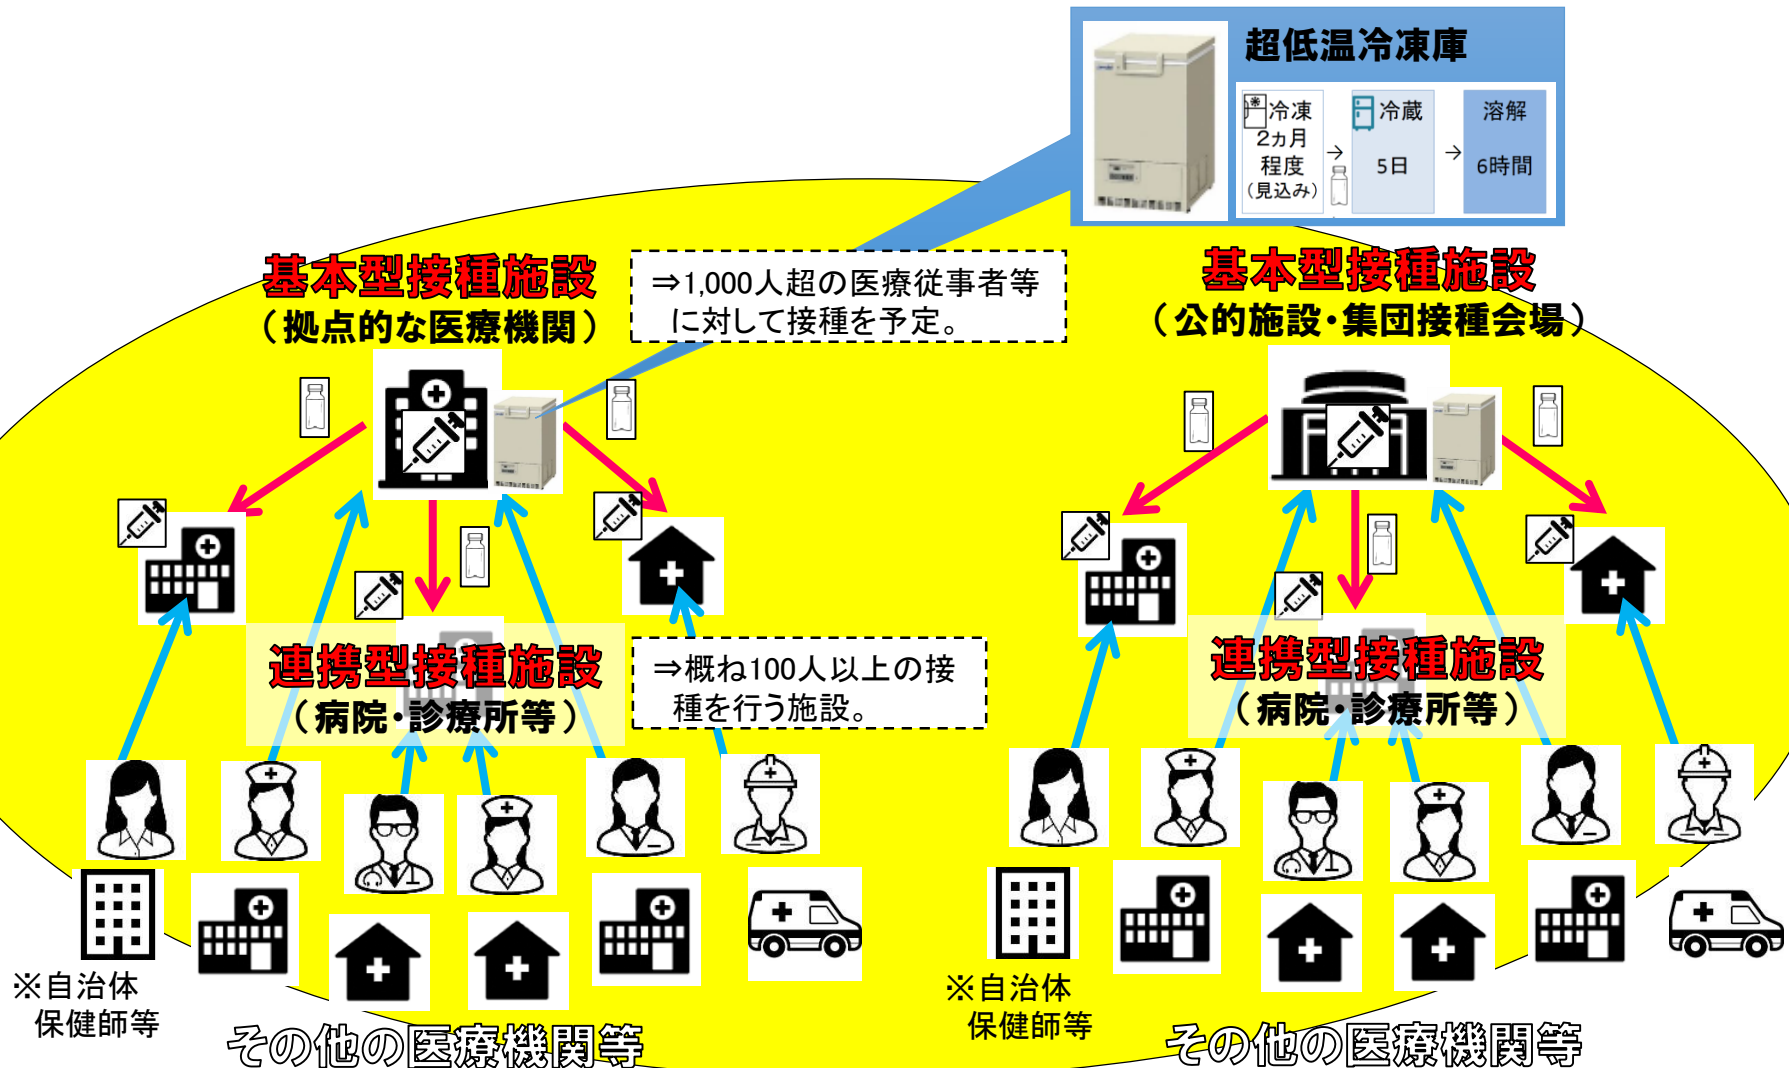 超低温冷凍庫
冷凍
2カ月
程度
(見込み)
→
冷蔵
5日
→
溶解
6時間
基本型接種施設
（拠点的な医療機関）
⇒1,000人超の医療従事者等
に対して接種を予定。
基本型接種施設
（公的施設・集団接種会場）
連携型接種施設
（病院・診療所等）
⇒概ね100人以上の接
種を行う施設。
連携型接種施設
（病院・診療所等）
※自治体
保健師等
その他の医療機関等
※自治体
保健師等
その他の医療機関等